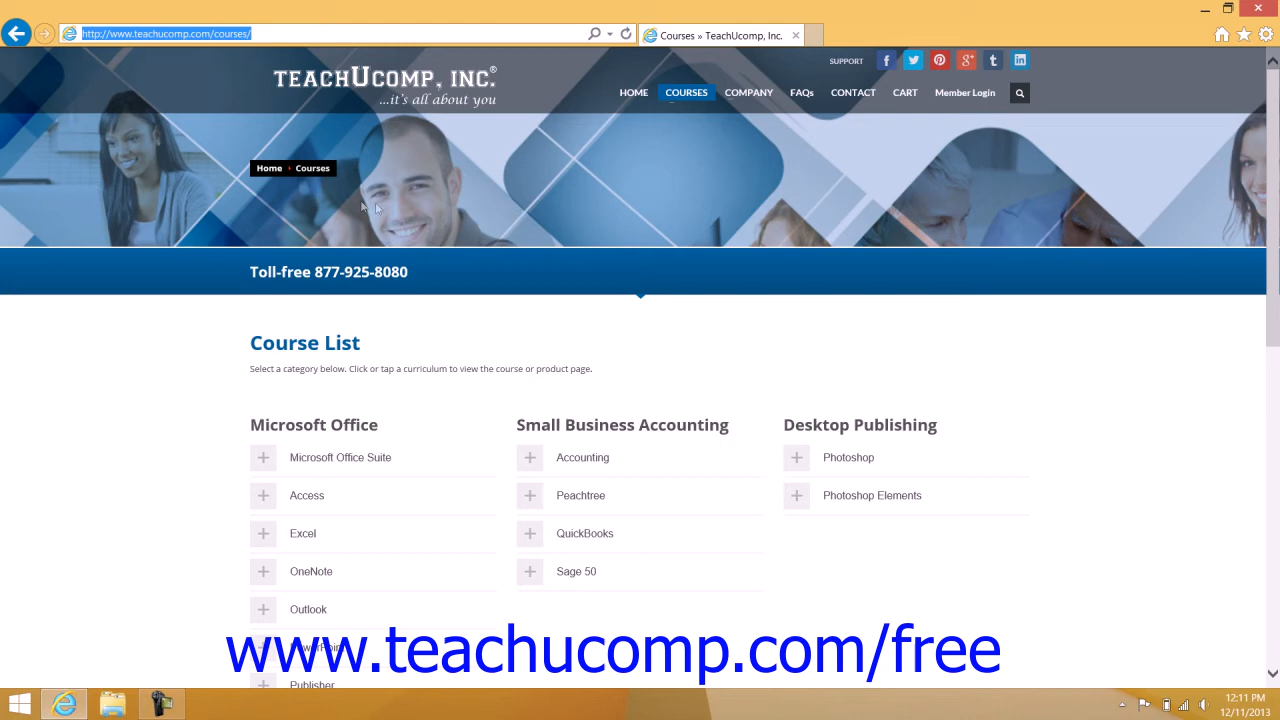 http://www.teachucomp.com/courses/
Courses » TeachUcomp, Inc.
TEACHUCOMP, INC.®
...it's all about you
SUPPORT
HOME COURSES COMPANY FAQs CONTACT CART Member Login
Home Courses
Toll-free 877-925-8080
Course List
Select a category below. Click or tap a curriculum to view the course or product page.
Microsoft Office
Microsoft Office Suite
Access
Excel
OneNote
Outlook
PowerPoint
Publisher
Small Business Accounting
Accounting
Peachtree
QuickBooks
Sage 50
Desktop Publishing
Photoshop
Photoshop Elements
www.teachucomp.com/free
12:11 PM
12/11/2013